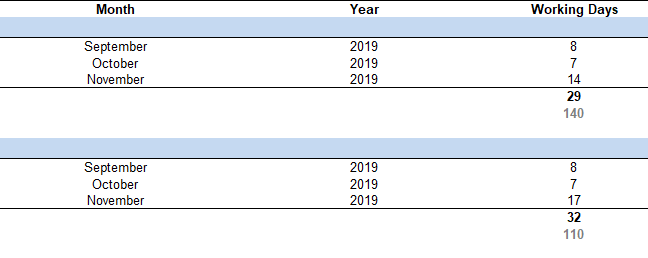 Month Year Working Days
September 2019 8
October 2019 7
November 2019 14
29
140
September 2019 8
October 2019 7
November 2019 17
32
110